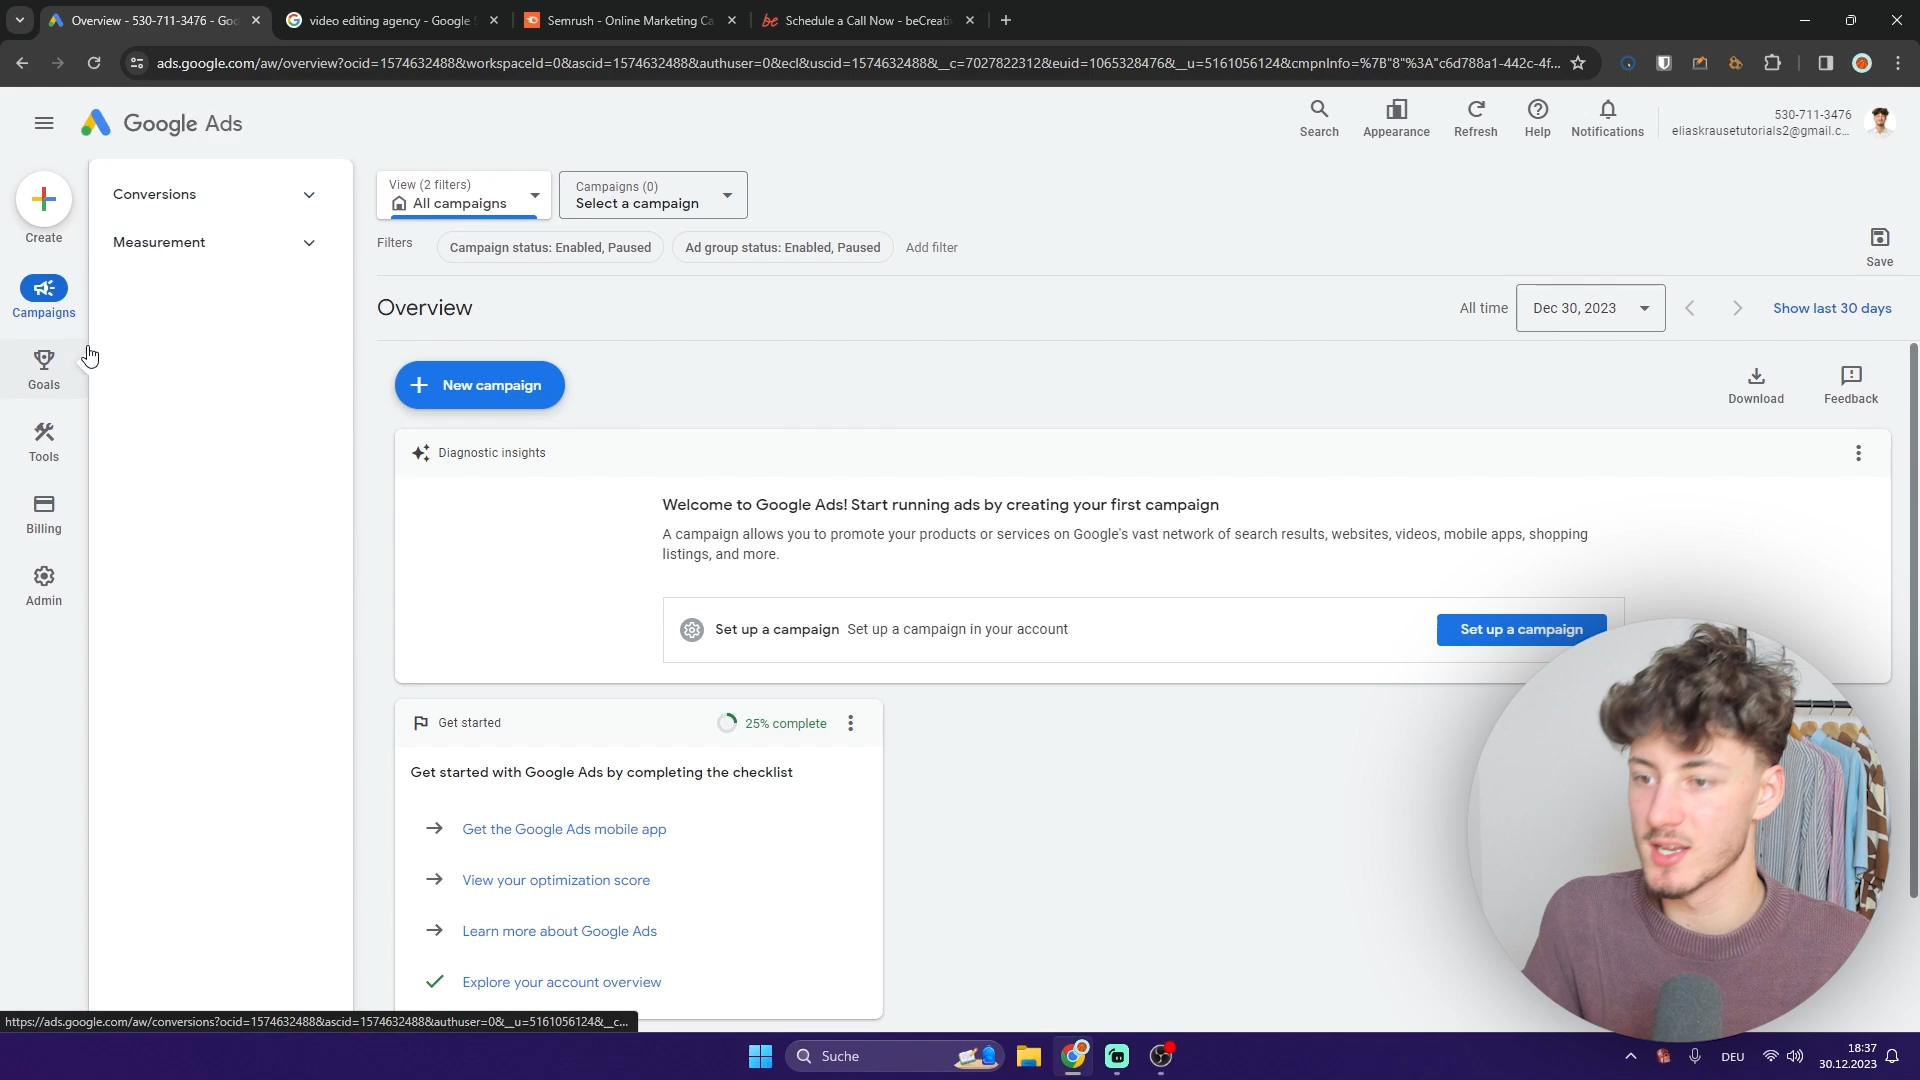 Overview - 530-711-3476 - Goo
video editing agency - Google S
Semrush - Online Marketing Ca
Schedule a Call Now - beCreati
ads.google.com/aw/overview?ocid=1574632488&workspaceId=0&ascid=1574632488&authuser=0&ecl&uscid=1574632488&__c=7027822312&euid=1065328476&__u=5161056124&cmpnInfo=%7B"8"%3A"c6d788a1-442c-4f...
Google Ads
Search
Appearance
Refresh
Help
Notifications
530-711-3476
eliaskrausetutorials2@gmail.c...
Create
Campaigns
Goals
Tools
Billing
Admin
Conversions
Measurement
View (2 filters)
All campaigns
Campaigns (0)
Select a campaign
Filters
Campaign status: Enabled, Paused
Ad group status: Enabled, Paused
Add filter
Save
Overview
All time
Dec 30, 2023
Show last 30 days
New campaign
Download
Feedback
Diagnostic insights
Welcome to Google Ads! Start running ads by creating your first campaign
A campaign allows you to promote your products or services on Google's vast network of search results, websites, videos, mobile apps, shopping
listings, and more.
Set up a campaign Set up a campaign in your account
Set up a campaign
Get started
25% complete
Get started with Google Ads by completing the checklist
Get the Google Ads mobile app
View your optimization score
Learn more about Google Ads
Explore your account overview
https://ads.google.com/aw/conversions?ocid=1574632488&ascid=1574632488&authuser=0&__u=5161056124&__c...
Suche
DEU
18:37
30.12.2023